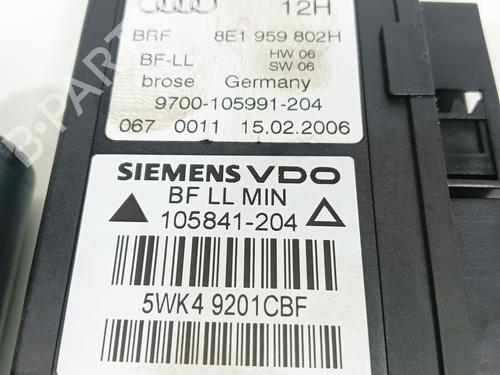 12H
BRF 8E1 959 802H
BF-LL HW 06
SW 06
brose Germany
9700-105991-204
067 0011 15.02.2006
SIEMENS VDO
BF LL MIN
105841-204
5WK4 9201CBF
B-PARTS